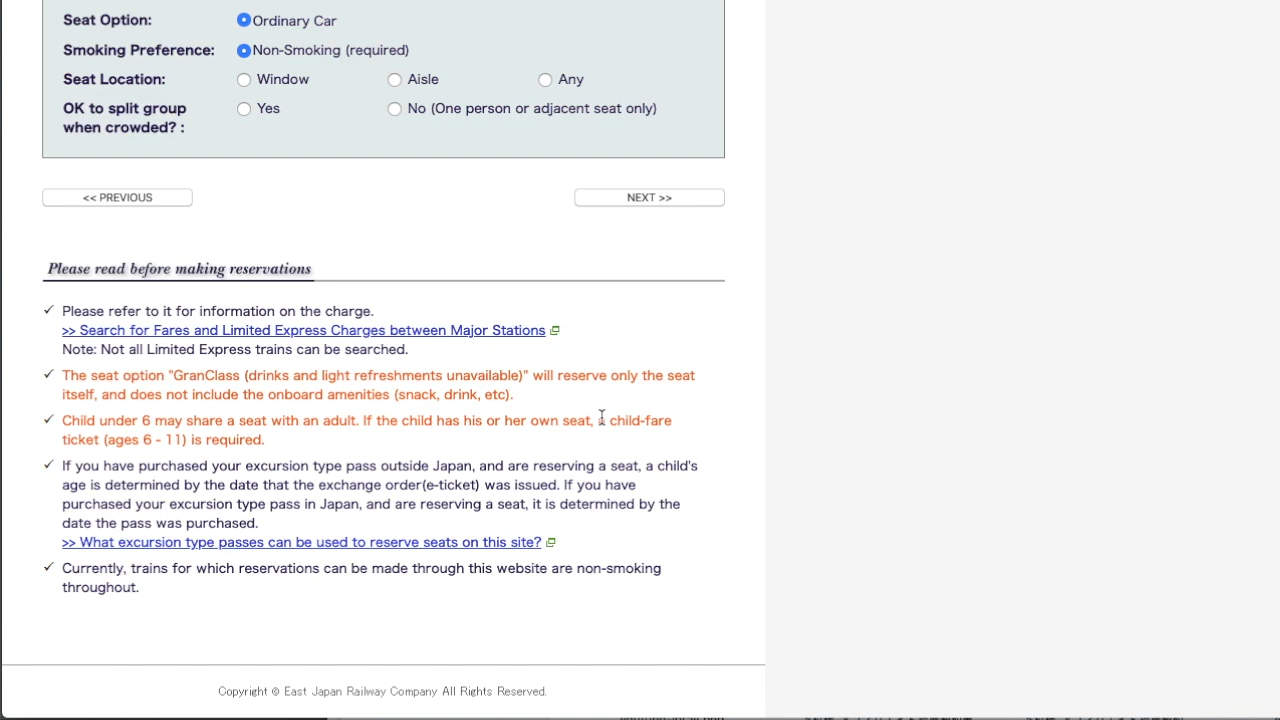 Seat Option: Ordinary Car
Smoking Preference: Non-Smoking (required)
Seat Location: Window Aisle Any
OK to split group when crowded? : Yes No (One person or adjacent seat only)
<< PREVIOUS NEXT >>
Please read before making reservations
✓ Please refer to it for information on the charge.
>> Search for Fares and Limited Express Charges between Major Stations
Note: Not all Limited Express trains can be searched.
✓ The seat option "GranClass (drinks and light refreshments unavailable)" will reserve only the seat
itself, and does not include the onboard amenities (snack, drink, etc).
✓ Child under 6 may share a seat with an adult. If the child has his or her own seat, a child-fare
ticket (ages 6 - 11) is required.
✓ If you have purchased your excursion type pass outside Japan, and are reserving a seat, a child's
age is determined by the date that the exchange order(e-ticket) was issued. If you have
purchased your excursion type pass in Japan, and are reserving a seat, it is determined by the
date the pass was purchased.
>> What excursion type passes can be used to reserve seats on this site?
✓ Currently, trains for which reservations can be made through this website are non-smoking
throughout.
Copyright © East Japan Railway Company All Rights Reserved.